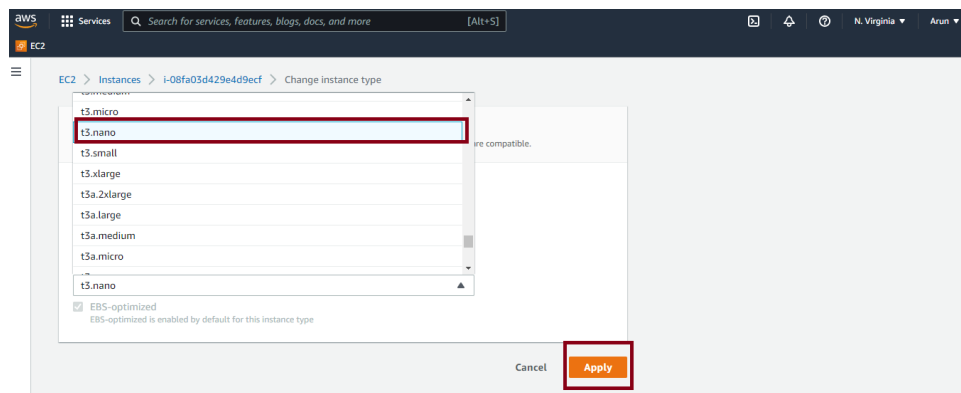 aws
Services
Search for services, features, blogs, docs, and more
[Alt+S]
N. Virginia
Arun
EC2
EC2 > Instances > i-08fa03d429e4d9ecf > Change instance type
t3.medium
t3.micro
t3.nano
are compatible.
t3.small
t3.xlarge
t3a.2xlarge
t3a.large
t3a.medium
t3a.micro
t3.nano
EBS-optimized
EBS-optimized is enabled by default for this instance type
Cancel
Apply